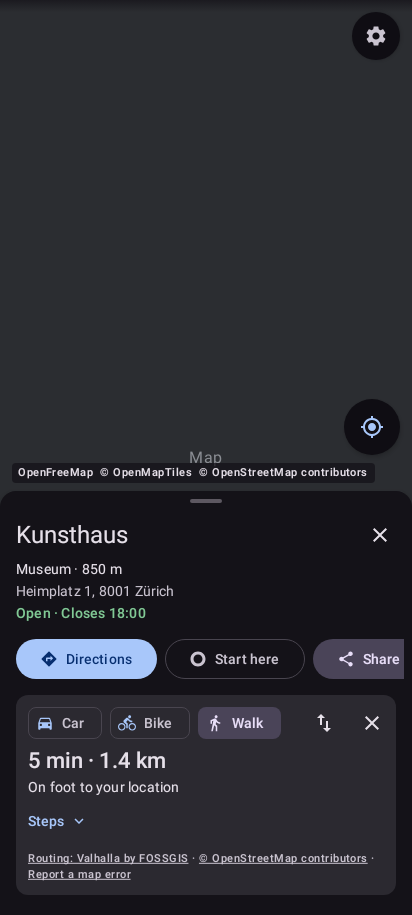 Map
OpenFreeMap © OpenMapTiles © OpenStreetMap contributors
Kunsthaus
Museum · 850 m
Heimplatz 1, 8001 Zürich
Open · Closes 18:00
Directions
Start here
Share
Car
Bike
Walk
5 min · 1.4 km
On foot to your location
Steps
Routing: Valhalla by FOSSGIS · © OpenStreetMap contributors ·
Report a map error